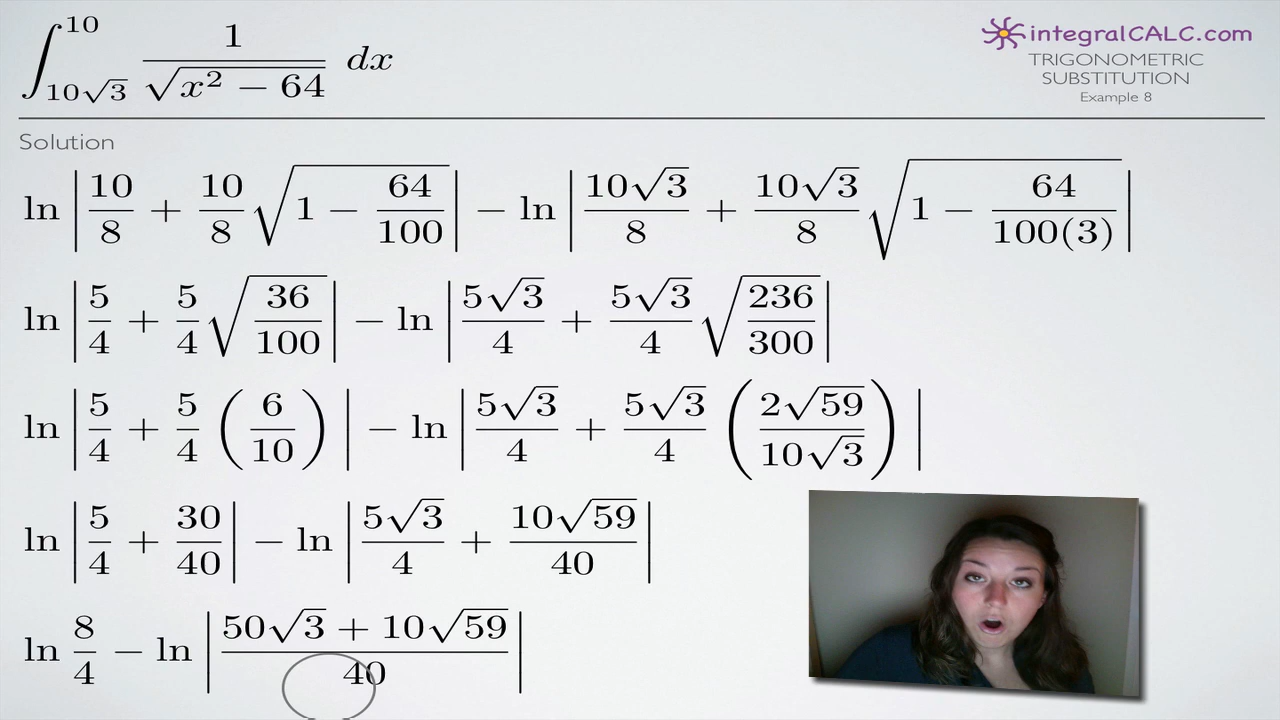 ∫_{10√3}^{10} 1/√(x² − 64) dx
integralCALC.com
TRIGONOMETRIC
SUBSTITUTION
Example 8
Solution
ln |10/8 + 10/8 √(1 − 64/100)| − ln |10√3/8 + 10√3/8 √(1 − 64/100(3))|
ln |5/4 + 5/4 √(36/100)| − ln |5√3/4 + 5√3/4 √(236/300)|
ln |5/4 + 5/4 (6/10)| − ln |5√3/4 + 5√3/4 (2√59/10√3)|
ln |5/4 + 30/40| − ln |5√3/4 + 10√59/40|
ln 8/4 − ln |(50√3 + 10√59)/40|